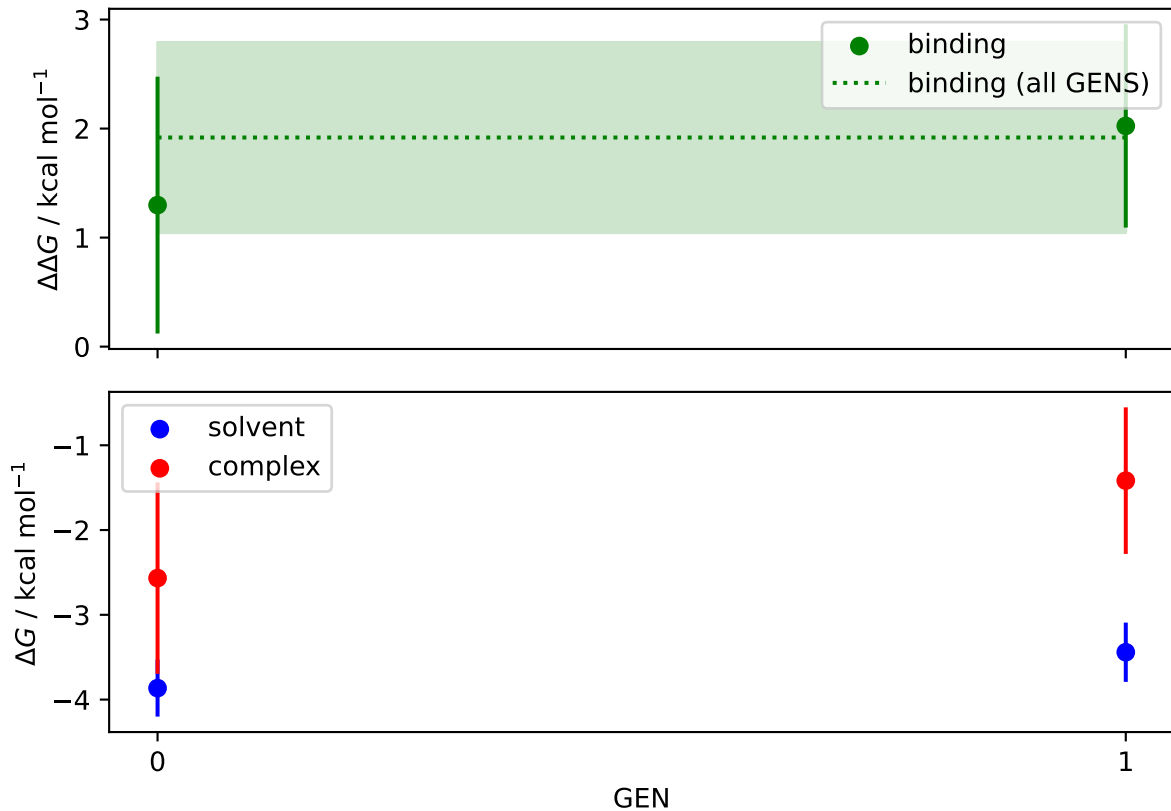 3
2
1
0
ΔΔG / kcal mol⁻¹
binding
binding (all GENS)
−1
−2
−3
−4
ΔG / kcal mol⁻¹
solvent
complex
0
1
GEN